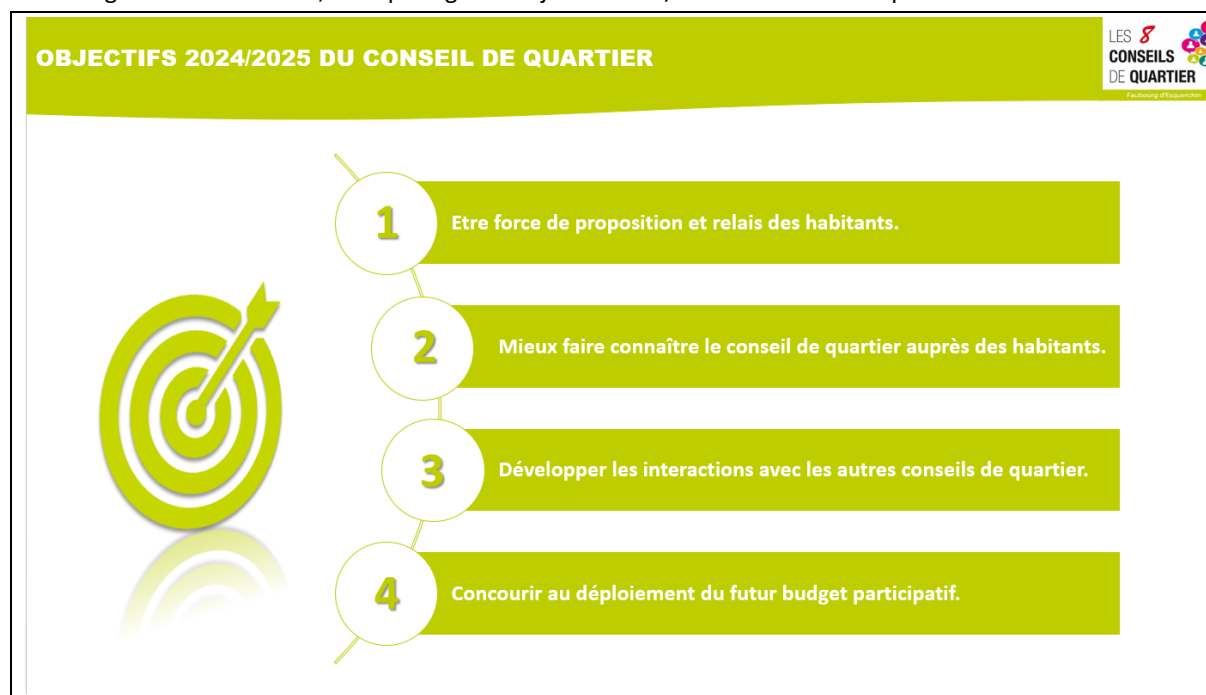 OBJECTIFS 2024/2025 DU CONSEIL DE QUARTIER
LES 8
CONSEILS
DE QUARTIER
Faubourg d'Esquerchin
1
Etre force de proposition et relais des habitants.
2
Mieux faire connaître le conseil de quartier auprès des habitants.
3
Développer les interactions avec les autres conseils de quartier.
4
Concourir au déploiement du futur budget participatif.